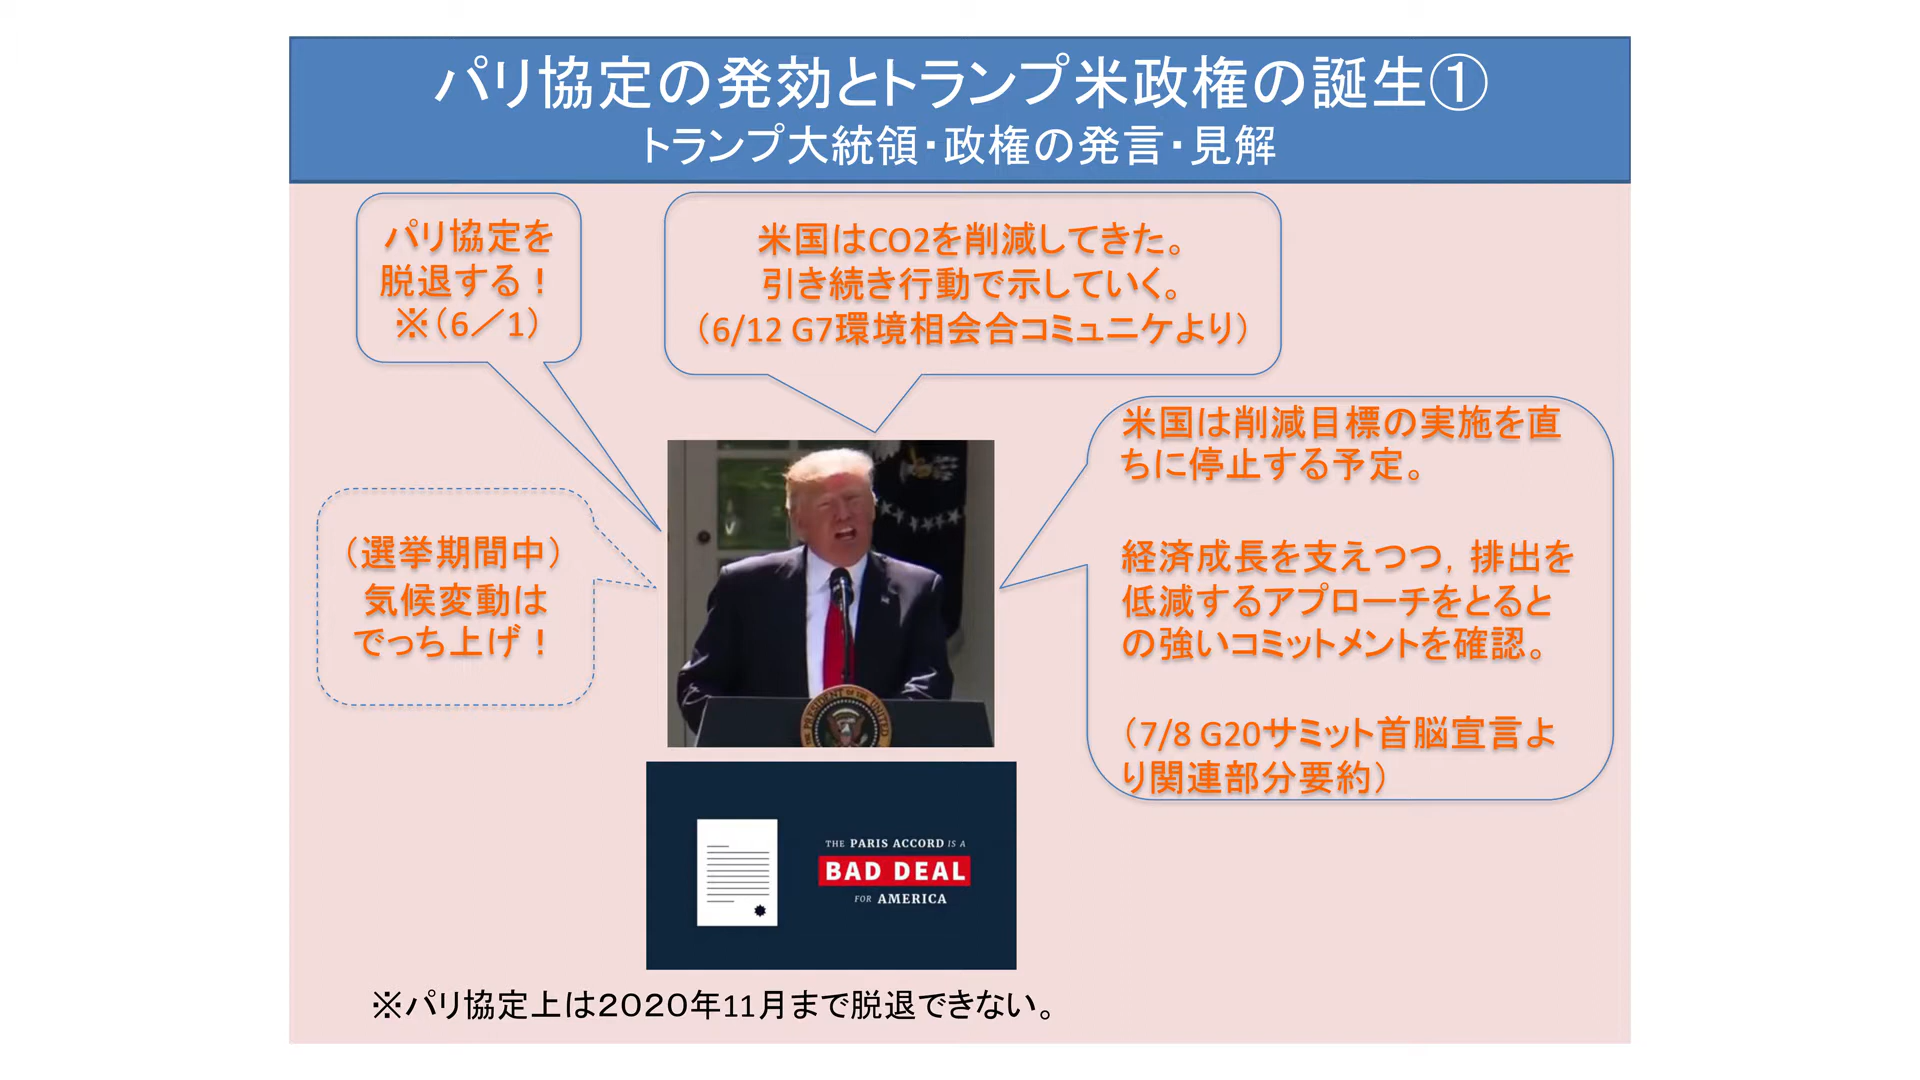 パリ協定の発効とトランプ米政権の誕生①
トランプ大統領・政権の発言・見解
パリ協定を
脱退する！
※（6／1）
米国はCO2を削減してきた。
引き続き行動で示していく。
（6/12 G7環境相会合コミュニケより）
（選挙期間中）
気候変動は
でっち上げ！
米国は削減目標の実施を直
ちに停止する予定。
経済成長を支えつつ，排出を
低減するアプローチをとると
の強いコミットメントを確認。
（7/8 G20サミット首脳宣言よ
り関連部分要約）
PRESIDENT OF THE UNITED
THE PARIS ACCORD IS A
BAD DEAL
FOR AMERICA
※パリ協定上は２０２０年11月まで脱退できない。